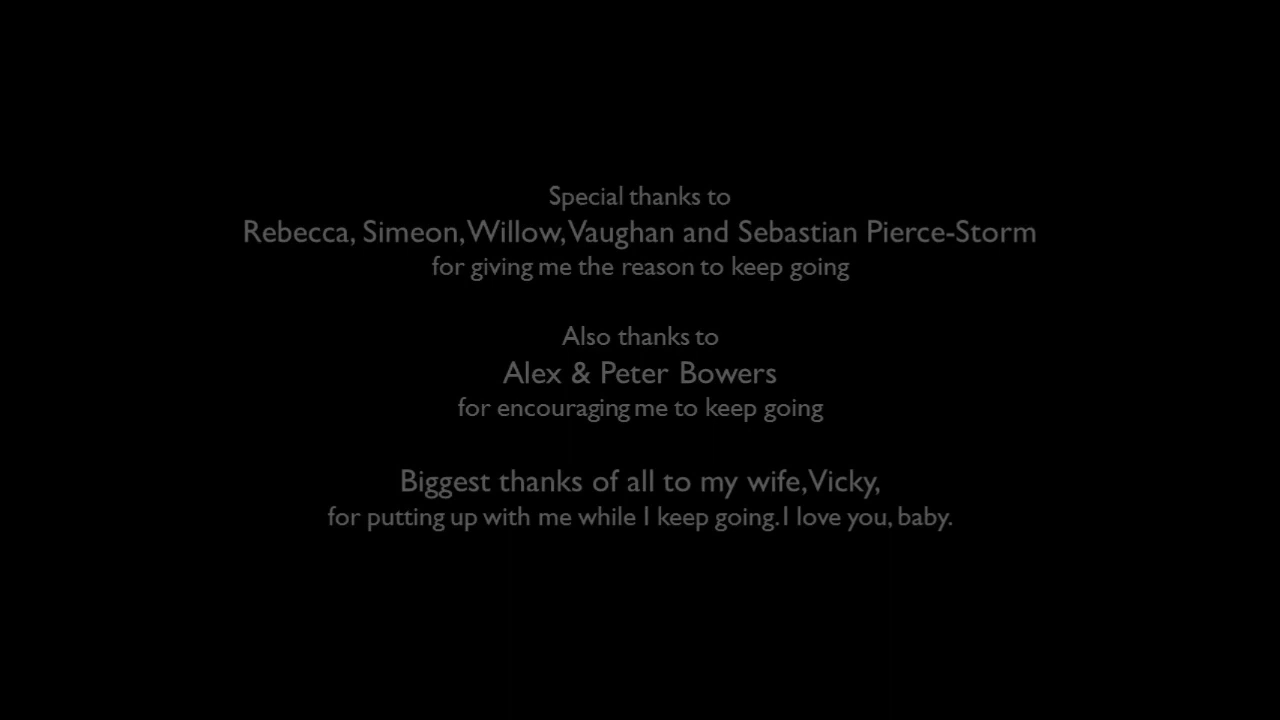 Special thanks to
Rebecca, Simeon, Willow, Vaughan and Sebastian Pierce-Storm
for giving me the reason to keep going
Also thanks to
Alex & Peter Bowers
for encouraging me to keep going
Biggest thanks of all to my wife, Vicky,
for putting up with me while I keep going. I love you, baby.